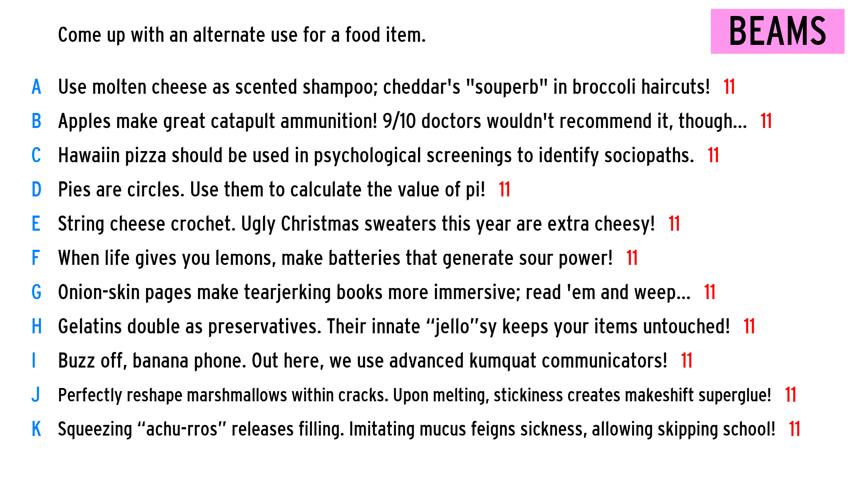 Come up with an alternate use for a food item.
BEAMS
A Use molten cheese as scented shampoo; cheddar's "souperb" in broccoli haircuts! 11
B Apples make great catapult ammunition! 9/10 doctors wouldn't recommend it, though... 11
C Hawaiin pizza should be used in psychological screenings to identify sociopaths. 11
D Pies are circles. Use them to calculate the value of pi! 11
E String cheese crochet. Ugly Christmas sweaters this year are extra cheesy! 11
F When life gives you lemons, make batteries that generate sour power! 11
G Onion-skin pages make tearjerking books more immersive; read 'em and weep... 11
H Gelatins double as preservatives. Their innate “jello”sy keeps your items untouched! 11
I Buzz off, banana phone. Out here, we use advanced kumquat communicators! 11
J Perfectly reshape marshmallows within cracks. Upon melting, stickiness creates makeshift superglue! 11
K Squeezing “achu-rros” releases filling. Imitating mucus feigns sickness, allowing skipping school! 11